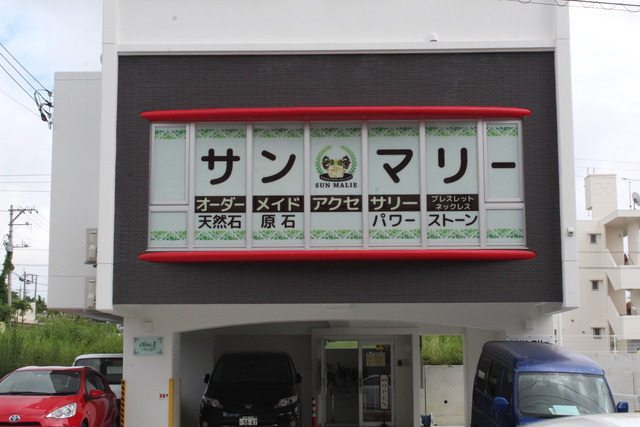 サンマリー
SUN MALIE
オーダーメイドアクセサリー
ブレスレット
ネックレス
天然石 原石 パワーストーン